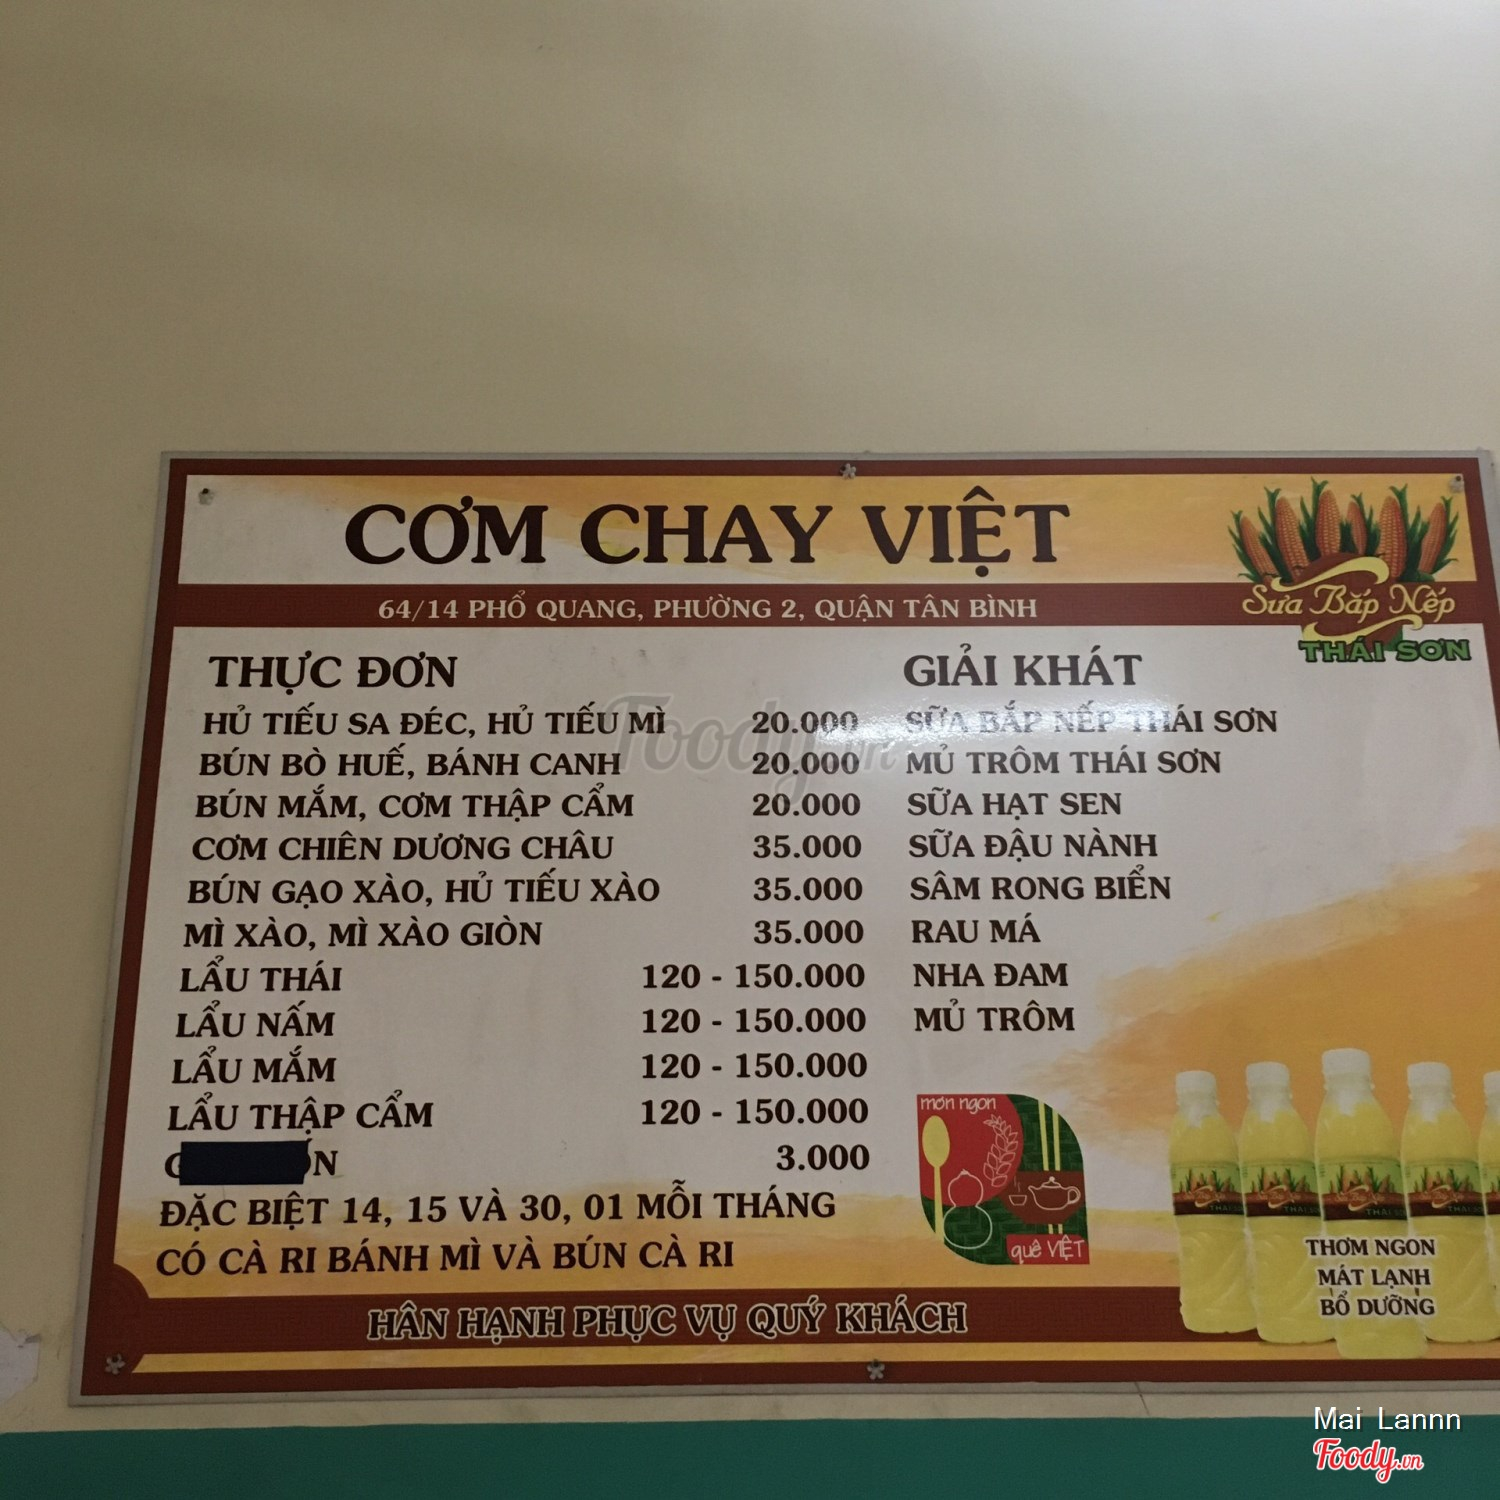 CƠM CHAY VIỆT
64/14 PHỔ QUANG, PHƯỜNG 2, QUẬN TÂN BÌNH
Sữa Bắp Nếp
THÁI SƠN
THỰC ĐƠN
HỦ TIẾU SA ĐÉC, HỦ TIẾU MÌ 20.000
BÚN BÒ HUẾ, BÁNH CANH 20.000
BÚN MẮM, CƠM THẬP CẨM 20.000
CƠM CHIÊN DƯƠNG CHÂU 35.000
BÚN GẠO XÀO, HỦ TIẾU XÀO 35.000
MÌ XÀO, MÌ XÀO GIÒN 35.000
LẨU THÁI 120 - 150.000
LẨU NẤM 120 - 150.000
LẨU MẮM 120 - 150.000
LẨU THẬP CẨM 120 - 150.000
3.000
ĐẶC BIỆT 14, 15 VÀ 30, 01 MỖI THÁNG
CÓ CÀ RI BÁNH MÌ VÀ BÚN CÀ RI
GIẢI KHÁT
SỮA BẮP NẾP THÁI SƠN
MỦ TRÔM THÁI SƠN
SỮA HẠT SEN
SỮA ĐẬU NÀNH
SÂM RONG BIỂN
RAU MÁ
NHA ĐAM
MỦ TRÔM
món ngon
quê VIỆT
THƠM NGON
MÁT LẠNH
BỔ DƯỠNG
HÂN HẠNH PHỤC VỤ QUÝ KHÁCH
Foody.vn
Mai Lannn
Foody.vn